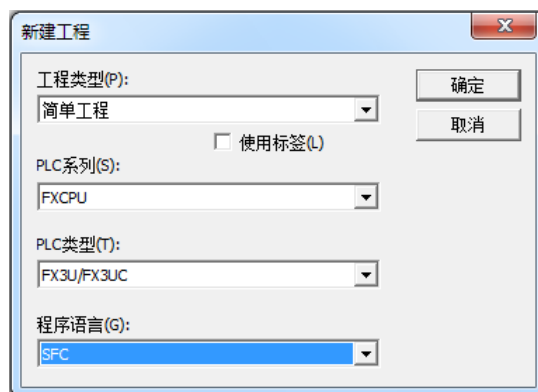 新建工程
工程类型(P):
简单工程
使用标签(L)
PLC系列(S):
FXCPU
PLC类型(T):
FX3U/FX3UC
程序语言(G):
SFC
确定
取消